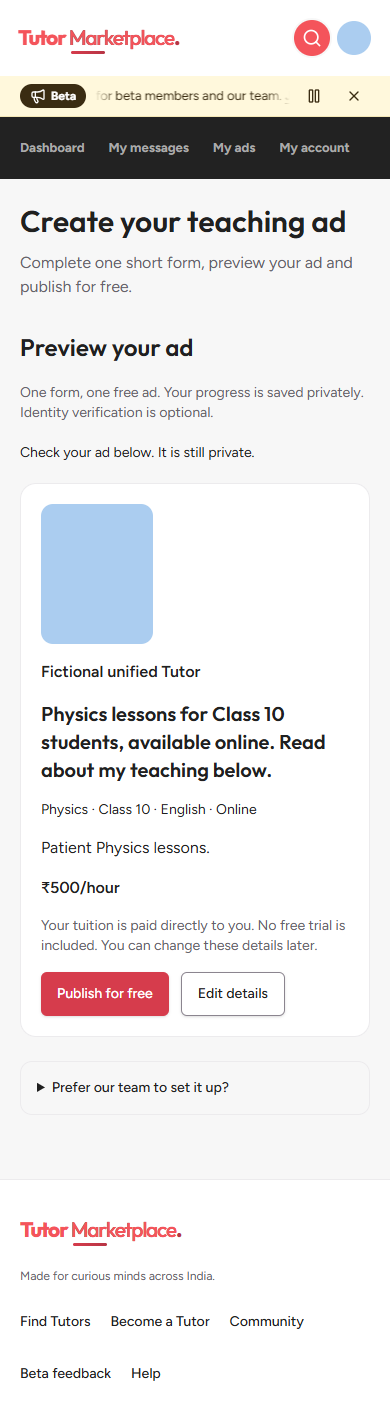 Tutor Marketplace.
Beta for beta members and our team.
Dashboard My messages My ads My account
Create your teaching ad
Complete one short form, preview your ad and
publish for free.
Preview your ad
One form, one free ad. Your progress is saved privately.
Identity verification is optional.
Check your ad below. It is still private.
Fictional unified Tutor
Physics lessons for Class 10
students, available online. Read
about my teaching below.
Physics · Class 10 · English · Online
Patient Physics lessons.
₹500/hour
Your tuition is paid directly to you. No free trial is
included. You can change these details later.
Publish for free Edit details
Prefer our team to set it up?
Tutor Marketplace.
Made for curious minds across India.
Find Tutors Become a Tutor Community
Beta feedback Help